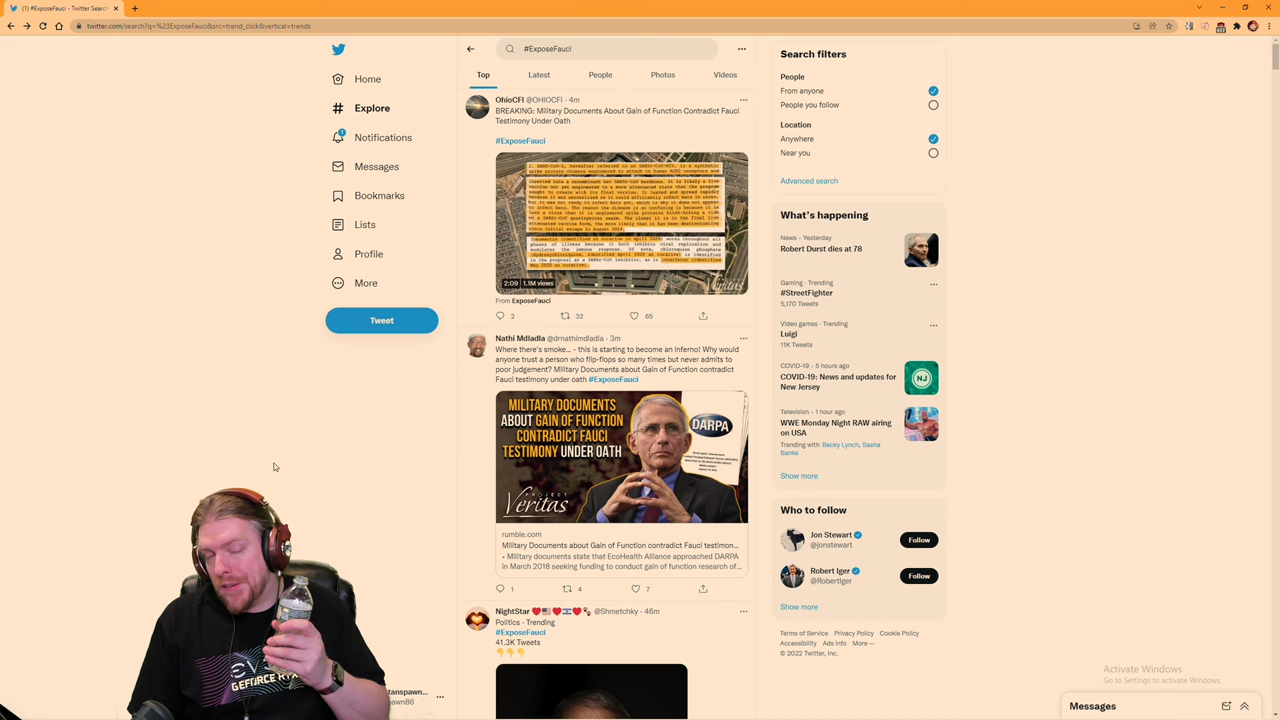 (1) #ExposeFauci - Twitter Search
twitter.com/search?q=%23ExposeFauci&src=trend_click&vertical=trends
#ExposeFauci
Top
Latest
People
Photos
Videos
Home
Explore
1
Notifications
Messages
Bookmarks
Lists
Profile
More
Tweet
OhioCFI @OHIOCFI · 4m
BREAKING: Military Documents About Gain of Function Contradict Fauci
Testimony Under Oath
#ExposeFauci
2:09
1.1M views
Veritas
From ExposeFauci
2
32
65
Nathi Mdladla @drnathimdladla · 3m
Where there's smoke... - this is starting to become an inferno! Why would
anyone trust a person who flip-flops so many times but never admits to
poor judgement? Military Documents about Gain of Function contradict
Fauci testimony under oath #ExposeFauci
MILITARY DOCUMENTS
ABOUT GAIN OF FUNCTION
CONTRADICT FAUCI
TESTIMONY UNDER OATH
DARPA
PROJECT
Veritas
rumble.com
Military Documents about Gain of Function contradict Fauci testimon...
• Military documents state that EcoHealth Alliance approached DARPA
in March 2018 seeking funding to conduct gain of function research of...
1
4
7
NightStar ❤️🇺🇸❤️🇮🇱❤️🐾 @Shmetchky · 46m
Politics · Trending
#ExposeFauci
41.3K Tweets
👇👇👇
Search filters
People
From anyone
People you follow
Location
Anywhere
Near you
Advanced search
What's happening
News · Yesterday
Robert Durst dies at 78
Gaming · Trending
#StreetFighter
5,170 Tweets
Video games · Trending
Luigi
11K Tweets
COVID-19 · 5 hours ago
COVID-19: News and updates for
New Jersey
NJ
Television · 1 hour ago
WWE Monday Night RAW airing
on USA
Trending with Becky Lynch, Sasha
Banks
Show more
Who to follow
Jon Stewart
@jonstewart
Follow
Robert Iger
@RobertIger
Follow
Show more
Terms of Service Privacy Policy Cookie Policy
Accessibility Ads info More ···
© 2022 Twitter, Inc.
Activate Windows
Go to Settings to activate Windows.
Messages
GEFORCE RTX
tanspawn...
awn86